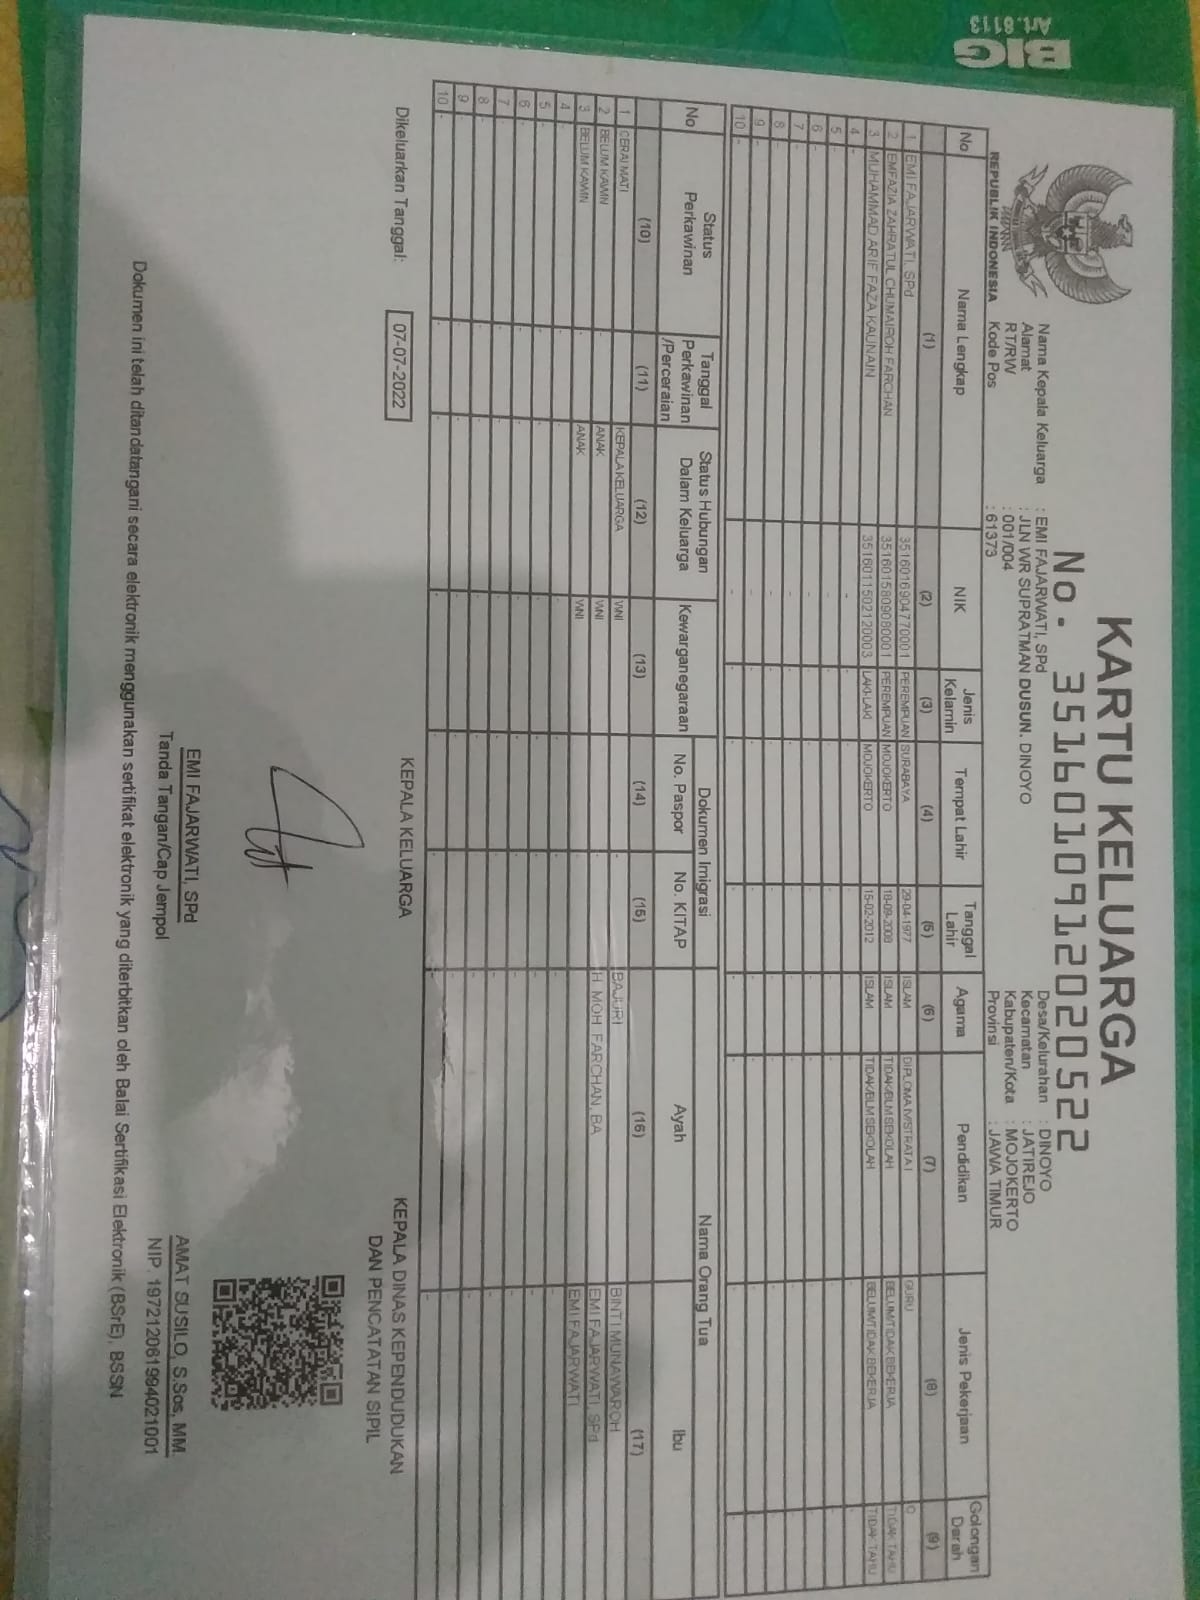 BIG
Art. 8113
KARTU KELUARGA
No. 3516010912020522
REPUBLIK INDONESIA
Nama Kepala Keluarga : EMI FAJARWATI, SPd
Alamat : JLN WR SUPRATMAN DUSUN. DINOYO
RT/RW : 001/004
Kode Pos : 61373
Desa/Kelurahan : DINOYO
Kecamatan : JATIREJO
Kabupaten/Kota : MOJOKERTO
Provinsi : JAWA TIMUR
No Nama Lengkap NIK Jenis Kelamin Tempat Lahir Tanggal Lahir Agama Pendidikan Jenis Pekerjaan Golongan Darah
(1) (2) (3) (4) (5) (6) (7) (8) (9)
1 EMI FAJARWATI, SPd 3516016904770001 PEREMPUAN SURABAYA 29-04-1977 ISLAM DIPLOMA IV/STRATA I GURU O
2 EMFAZIA ZAHRATUL CHUMAIROH FARCHAN 3516015809080001 PEREMPUAN MOJOKERTO 18-09-2008 ISLAM TIDAK/BLM SEKOLAH BELUM/TIDAK BEKERJA TIDAK TAHU
3 MUHAMMAD ARIF FAZA KAUNAIN 3516011502120003 LAKI-LAKI MOJOKERTO 15-02-2012 ISLAM TIDAK/BLM SEKOLAH BELUM/TIDAK BEKERJA TIDAK TAHU
4 - - - - - - - - -
5 - - - - - - - - -
6 - - - - - - - - -
7 - - - - - - - - -
8 - - - - - - - - -
9 - - - - - - - - -
10 - - - - - - - - -
No Status Perkawinan Tanggal Perkawinan /Perceraian Status Hubungan Dalam Keluarga Kewarganegaraan Dokumen Imigrasi Nama Orang Tua
No. Paspor No. KITAP Ayah Ibu
(10) (11) (12) (13) (14) (15) (16) (17)
1 CERAI MATI - KEPALA KELUARGA WNI - - BAJURI BINTI MUNAWAROH
2 BELUM KAWIN - ANAK WNI - - H. MOH. FARCHAN, BA EMI FAJARWATI, SPd
3 BELUM KAWIN - ANAK WNI - - EMI FAJARWATI
4 - - - - - - - -
5 - - - - - - - -
6 - - - - - - - -
7 - - - - - - - -
8 - - - - - - - -
9 - - - - - - - -
10 - - - - - - - -
Dikeluarkan Tanggal: 07-07-2022
KEPALA KELUARGA
EMI FAJARWATI, SPd
Tanda Tangan/Cap Jempol
KEPALA DINAS KEPENDUDUKAN
DAN PENCATATAN SIPIL
AMAT SUSILO, S.Sos, MM.
NIP. 197212061994021001
Dokumen ini telah ditandatangani secara elektronik menggunakan sertifikat elektronik yang diterbitkan oleh Balai Sertifikasi Elektronik (BSrE), BSSN